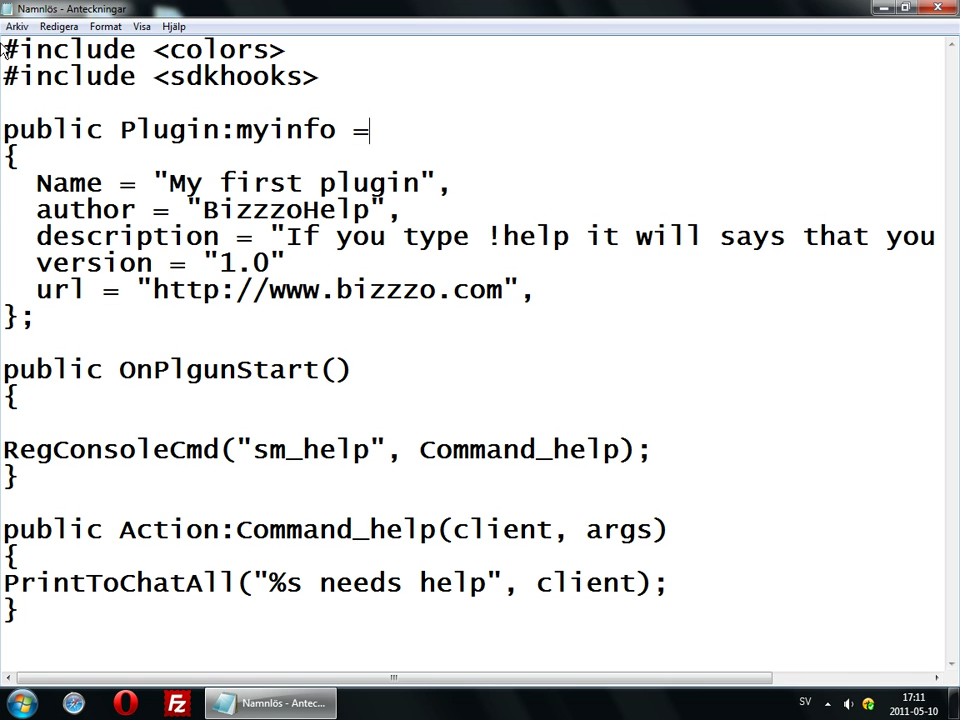 Namnlös - Anteckningar
Arkiv Redigera Format Visa Hjälp
#include <colors>
#include <sdkhooks>
public Plugin:myinfo =
{
Name = "My first plugin",
author = "BizzzoHelp",
description = "If you type !help it will says that you
version = "1.0"
url = "http://www.bizzzo.com",
};
public OnPlgunStart()
{
RegConsoleCmd("sm_help", Command_help);
}
public Action:Command_help(client, args)
{
PrintToChatAll("%s needs help", client);
}
Namnlös - Anteckn... SV 17:11
2011-05-10